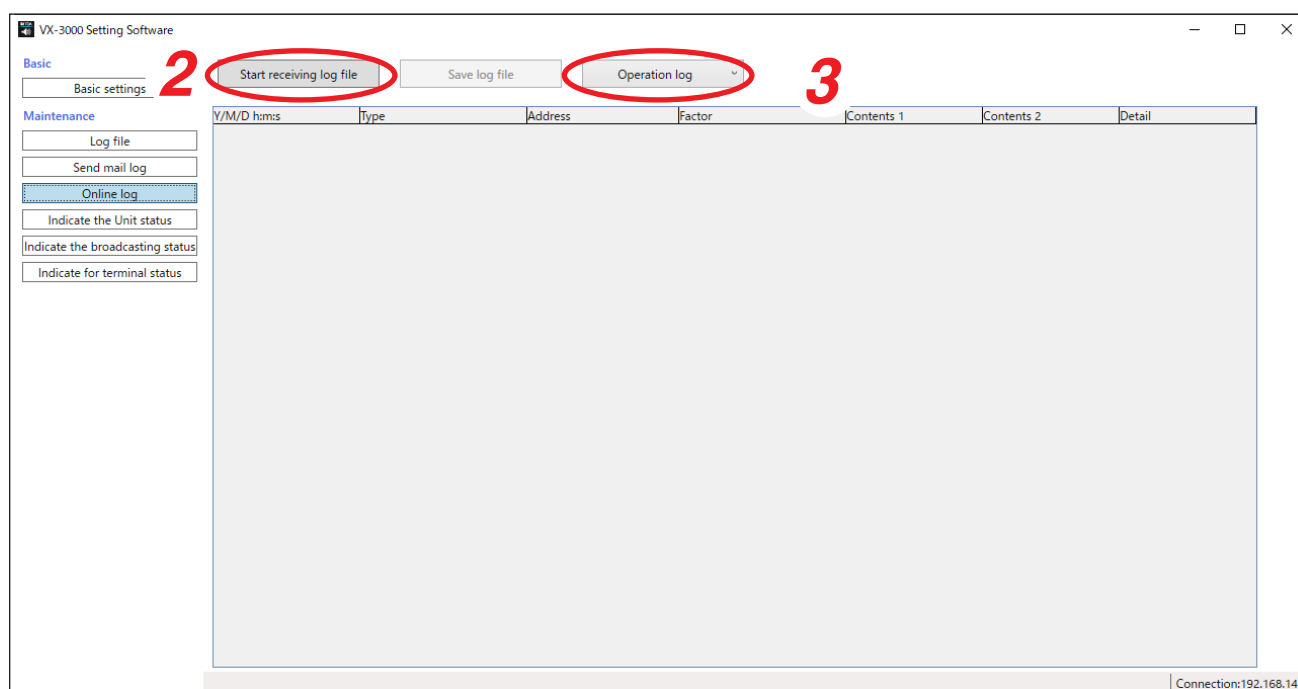 VX-3000 Setting Software
Basic
Basic settings
Maintenance
Log file
Send mail log
Online log
Indicate the Unit status
Indicate the broadcasting status
Indicate for terminal status
2
Start receiving log file
Save log file
Operation log
3
Y/M/D h:m:s Type Address Factor Contents 1 Contents 2 Detail
Connection:192.168.14